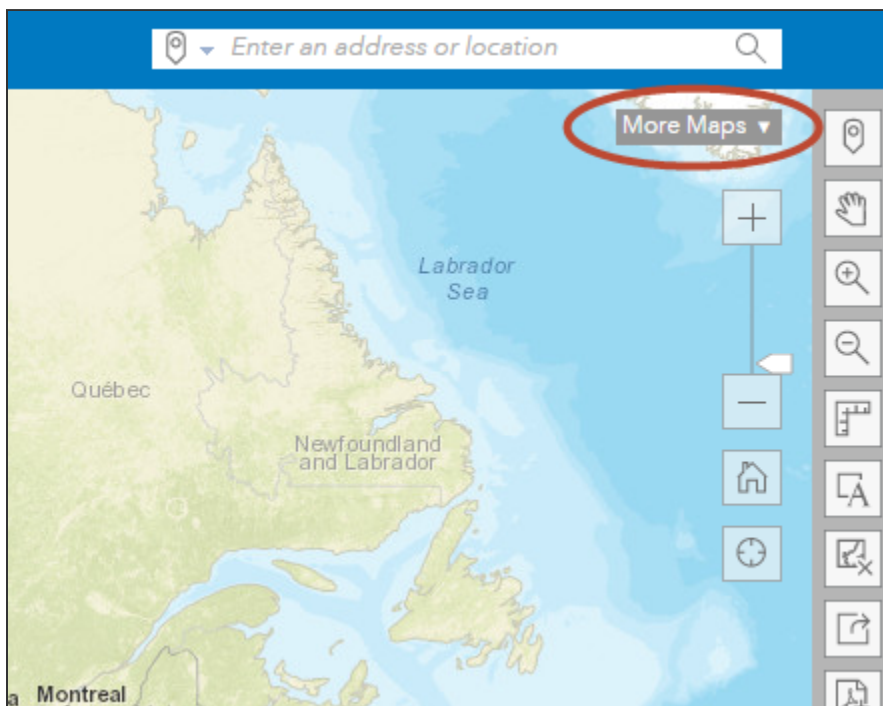 Enter an address or location
More Maps ▼
Labrador
Sea
Québec
Newfoundland
and Labrador
a Montreal